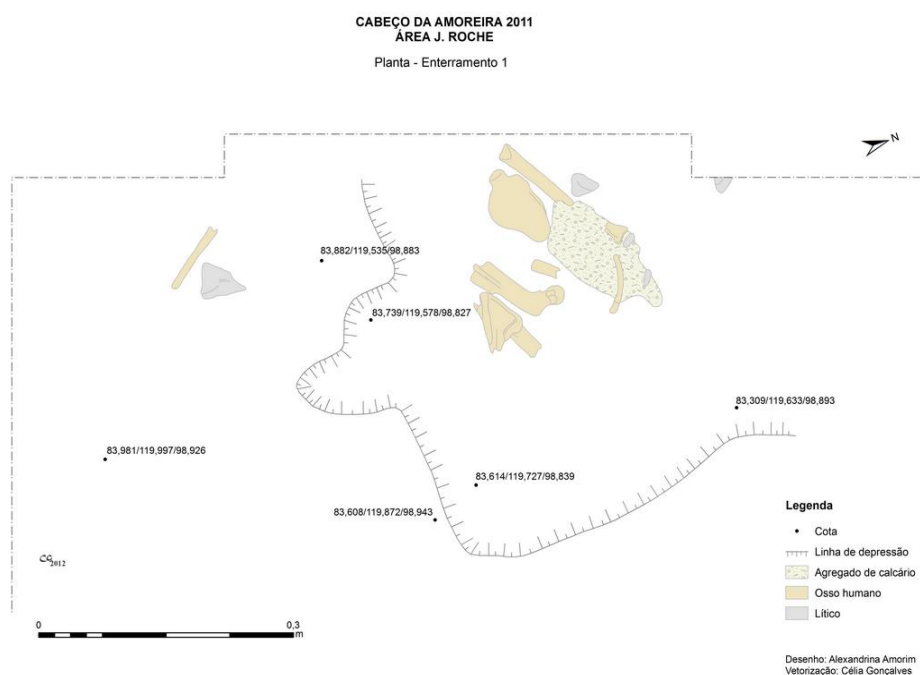 CABEÇO DA AMOREIRA 2011
ÁREA J. ROCHE
Planta - Enterramento 1
N
83,882/119,535/98,883
83,739/119,578/98,827
83,309/119,633/98,893
83,981/119,997/98,926
83,614/119,727/98,839
83,608/119,872/98,943
Legenda
Cota
Linha de depressão
Agregado de calcário
Osso humano
Lítico
CG 2012
0 0,3
m
Desenho: Alexandrina Amorim
Vetorização: Célia Gonçalves